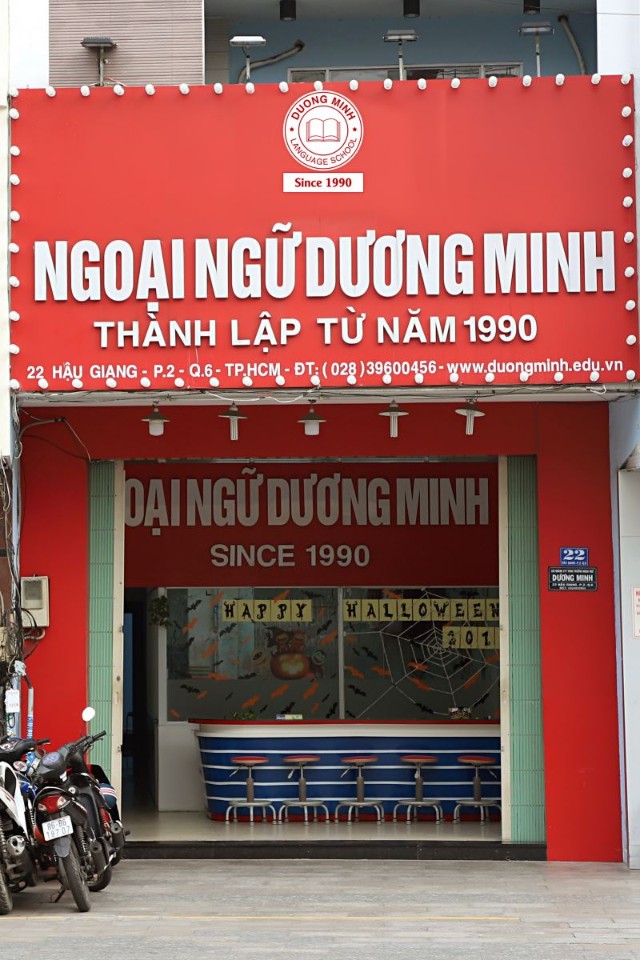 DUONG MINH
LANGUAGE SCHOOL
Since 1990
NGOẠI NGỮ DƯƠNG MINH
THÀNH LẬP TỪ NĂM 1990
22 HẬU GIANG - P.2 - Q.6 - TP.HCM - ĐT: ( 028 )39600456 - www.duongminh.edu.vn
OẠI NGỮ DƯƠNG MINH
SINCE 1990
HAPPY HALLOWEEN
201
22
DƯƠNG MINH